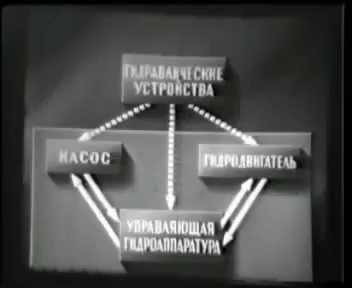 ГИДРАВЛИЧЕСКИЕ
УСТРОЙСТВА
НАСОС
ГИДРОДВИГАТЕЛЬ
УПРАВЛЯЮЩАЯ
ГИДРОАППАРАТУРА